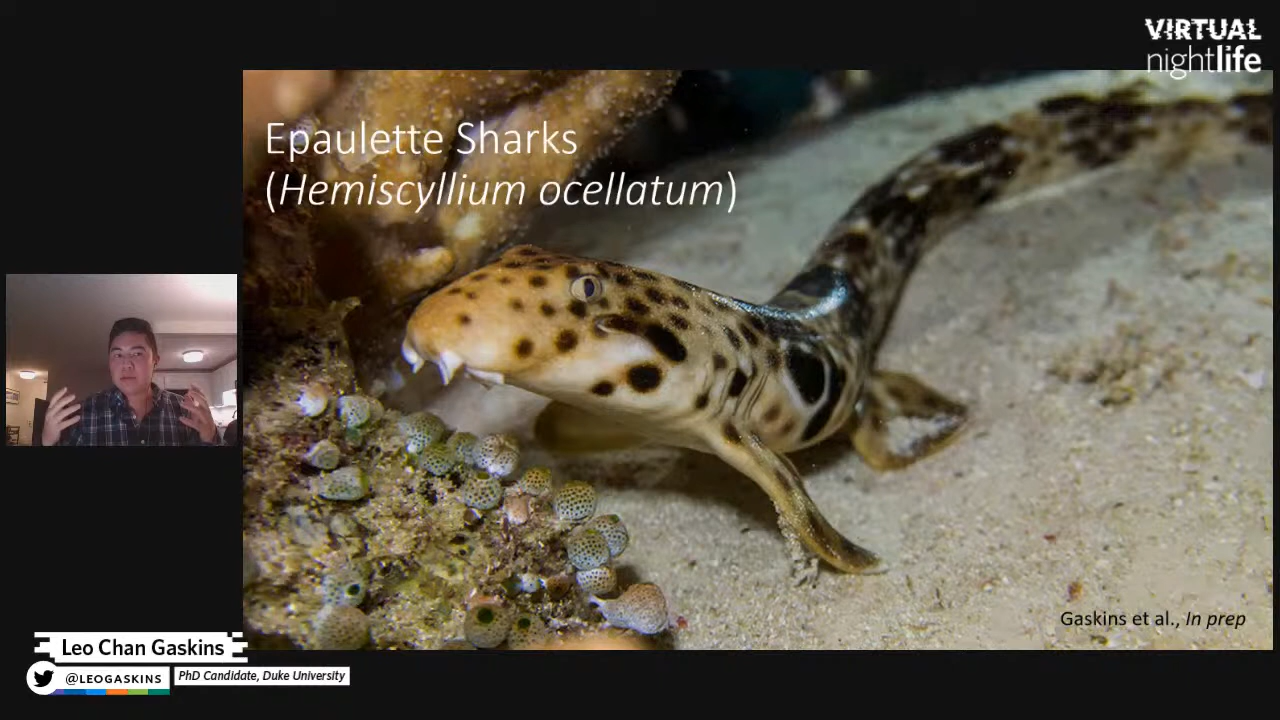 VIRTUAL
nightlife
Epaulette Sharks
(Hemiscyllium ocellatum)
Gaskins et al., In prep
Leo Chan Gaskins
@LEOGASKINS
PhD Candidate, Duke University